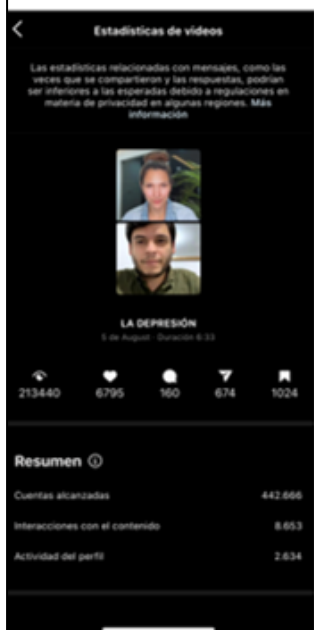 Estadísticas de videos
Las estadísticas relacionadas con mensajes, como las
veces que se compartieron y las respuestas, podrían
ser inferiores a las esperadas debido a regulaciones en
materia de privacidad en algunas regiones. Más
información
LA DEPRESIÓN
5 de August · Duración 6:33
213440 6795 160 674 1024
Resumen
Cuentas alcanzadas 442.666
Interacciones con el contenido 8.653
Actividad del perfil 2.634